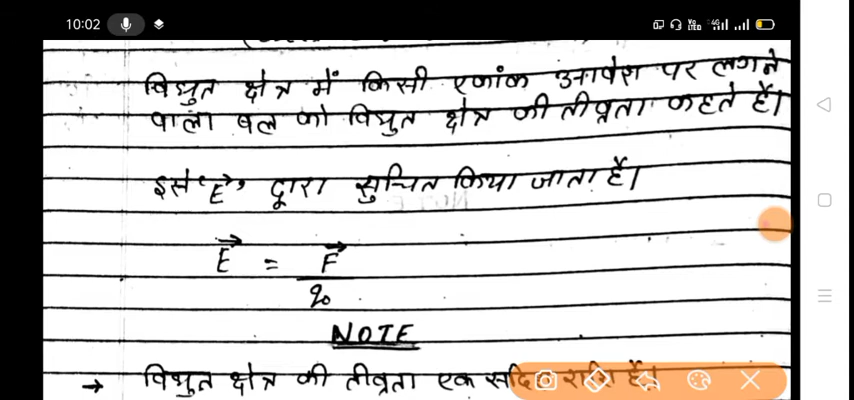 10:02
विद्युत क्षेत्र में किसी एकांक आवेश पर लगने
वाला बल को विद्युत क्षेत्र की तीव्रता कहते हैं।
इसे 'E⃗' द्वारा सुचित किया जाता है।
E⃗ = F⃗ / q₀
NOTE
→ विद्युत क्षेत्र की तीव्रता एक सदिश राशि है।